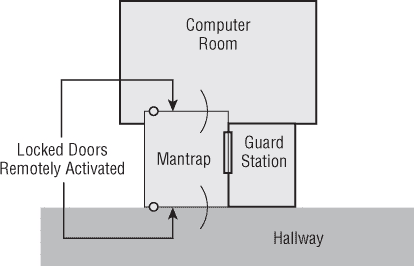 Computer
Room
Locked Doors
Remotely Activated
Mantrap
Guard
Station
Hallway